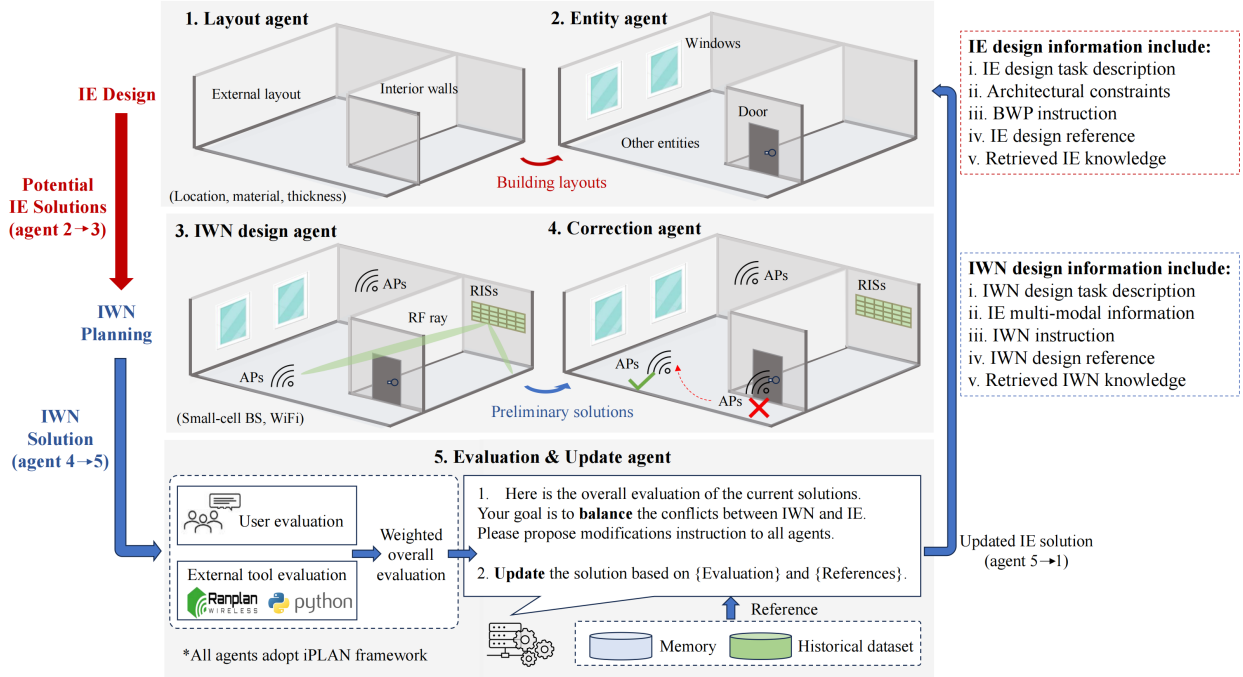 IE Design
Potential
IE Solutions
(agent 2→3)
IWN
Planning
IWN
Solution
(agent 4→5)
1. Layout agent
External layout
Interior walls
(Location, material, thickness)
Building layouts
2. Entity agent
Windows
Door
Other entities
3. IWN design agent
APs
RISs
RF ray
APs
(Small-cell BS, WiFi)
Preliminary solutions
4. Correction agent
APs
RISs
APs
APs
5. Evaluation & Update agent
User evaluation
External tool evaluation
Ranplan
WIRELESS
python
Weighted
overall
evaluation
1. Here is the overall evaluation of the current solutions.
Your goal is to balance the conflicts between IWN and IE.
Please propose modifications instruction to all agents.
2. Update the solution based on {Evaluation} and {References}.
Reference
Memory
Historical dataset
*All agents adopt iPLAN framework
IE design information include:
i. IE design task description
ii. Architectural constraints
iii. BWP instruction
iv. IE design reference
v. Retrieved IE knowledge
IWN design information include:
i. IWN design task description
ii. IE multi-modal information
iii. IWN instruction
iv. IWN design reference
v. Retrieved IWN knowledge
Updated IE solution
(agent 5→1)